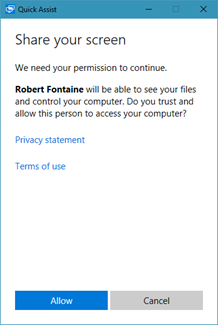 Quick Assist
Share your screen
We need your permission to continue.
Robert Fontaine will be able to see your files
and control your computer. Do you trust and
allow this person to access your computer?
Privacy statement
Terms of use
Allow
Cancel